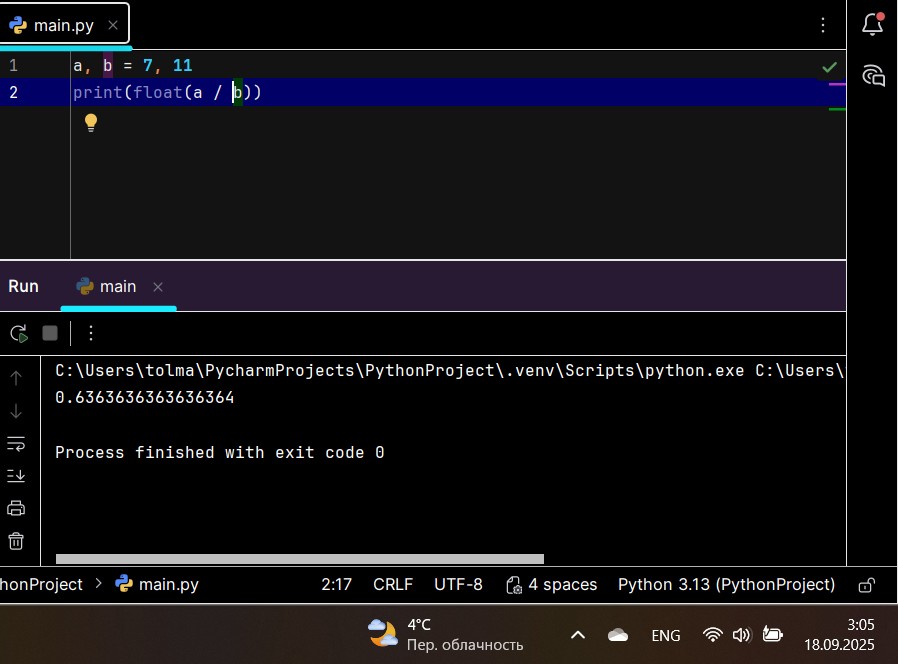 main.py
1 a, b = 7, 11
2 print(float(a / b))
Run main
C:\Users\tolma\PycharmProjects\PythonProject\.venv\Scripts\python.exe C:\Users\
0.6363636363636364
Process finished with exit code 0
honProject > main.py 2:17 CRLF UTF-8 4 spaces Python 3.13 (PythonProject)
4°C
Пер. облачность
ENG
3:05
18.09.2025